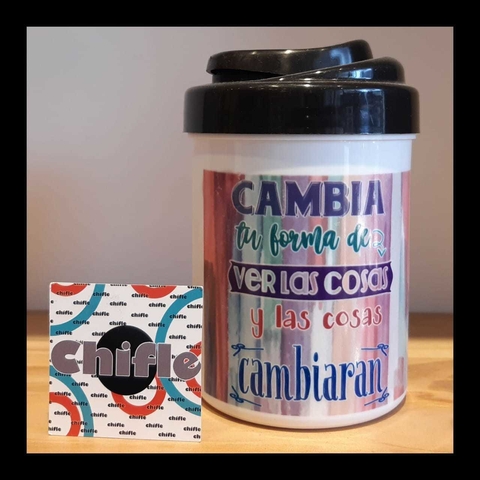 CAMBIA
tu forma de
VER LAS COSAS
y las cosas
cambiaran
Chifle